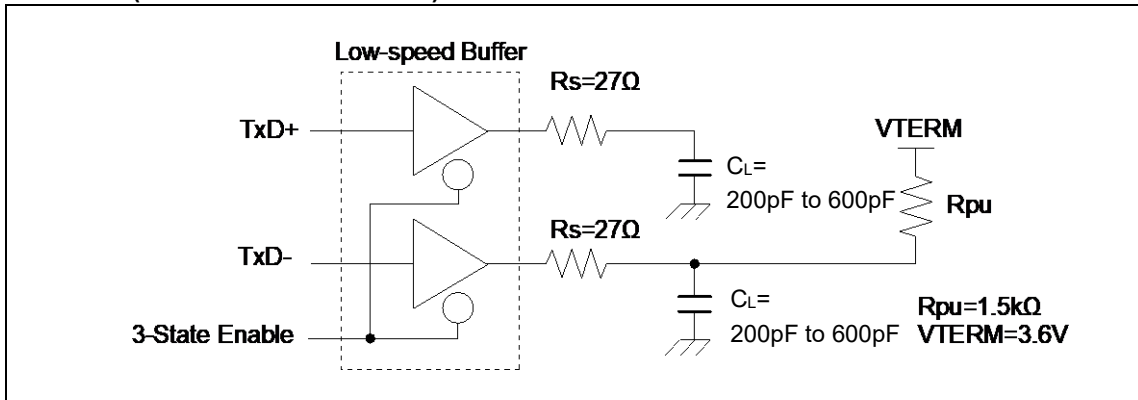 Low-speed Buffer
Rs=27Ω
TxD+
VTERM
CL=
200pF to 600pF
Rpu
Rs=27Ω
TxD-
CL=
200pF to 600pF
Rpu=1.5kΩ
VTERM=3.6V
3-State Enable